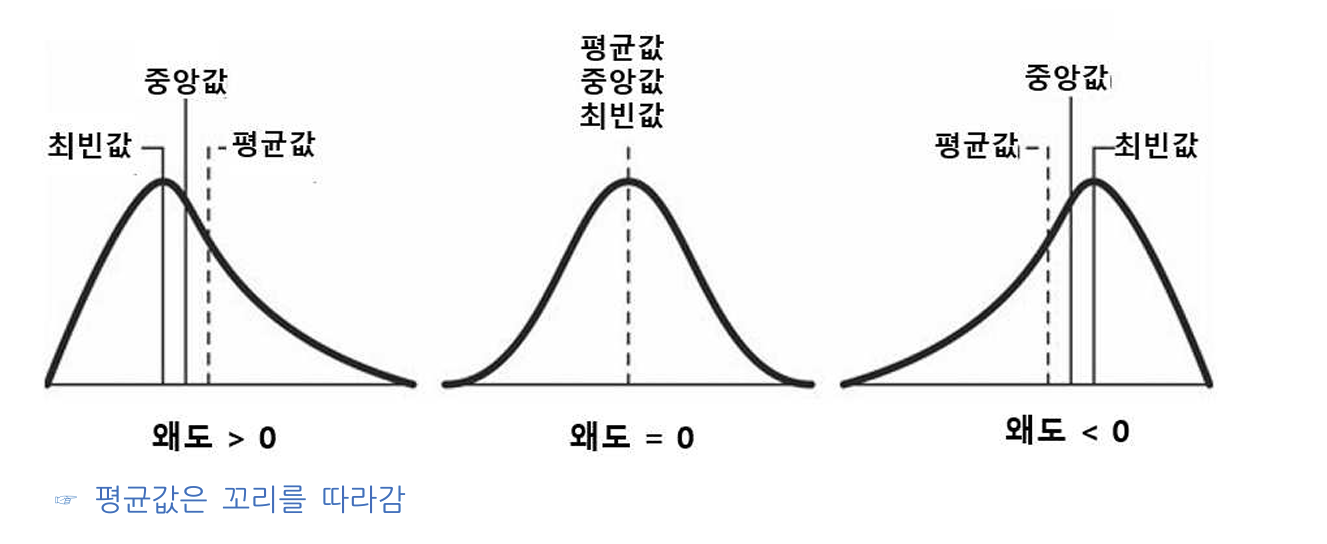 중앙값
최빈값
평균값
왜도 > 0
평균값
중앙값
최빈값
왜도 = 0
중앙값
평균값
최빈값
왜도 < 0
☞ 평균값은 꼬리를 따라감